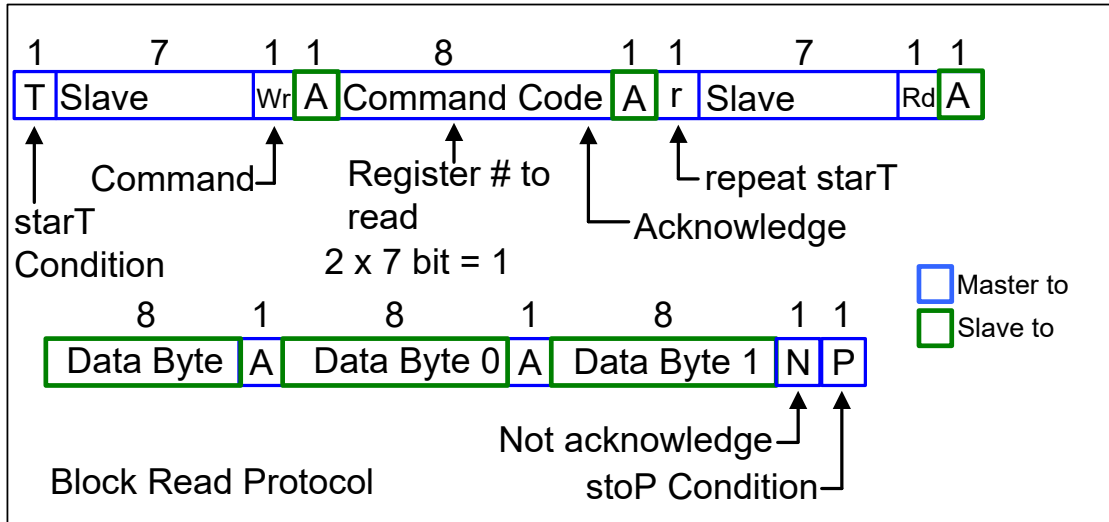 1 7 1 1 8 1 1 7 1 1
T Slave Wr A Command Code A r Slave Rd A
Command
Register # to
read
2 x 7 bit = 1
repeat starT
Acknowledge
starT
Condition
Master to
Slave to
8 1 8 1 8 1 1
Data Byte A Data Byte 0 A Data Byte 1 N P
Not acknowledge
stoP Condition
Block Read Protocol